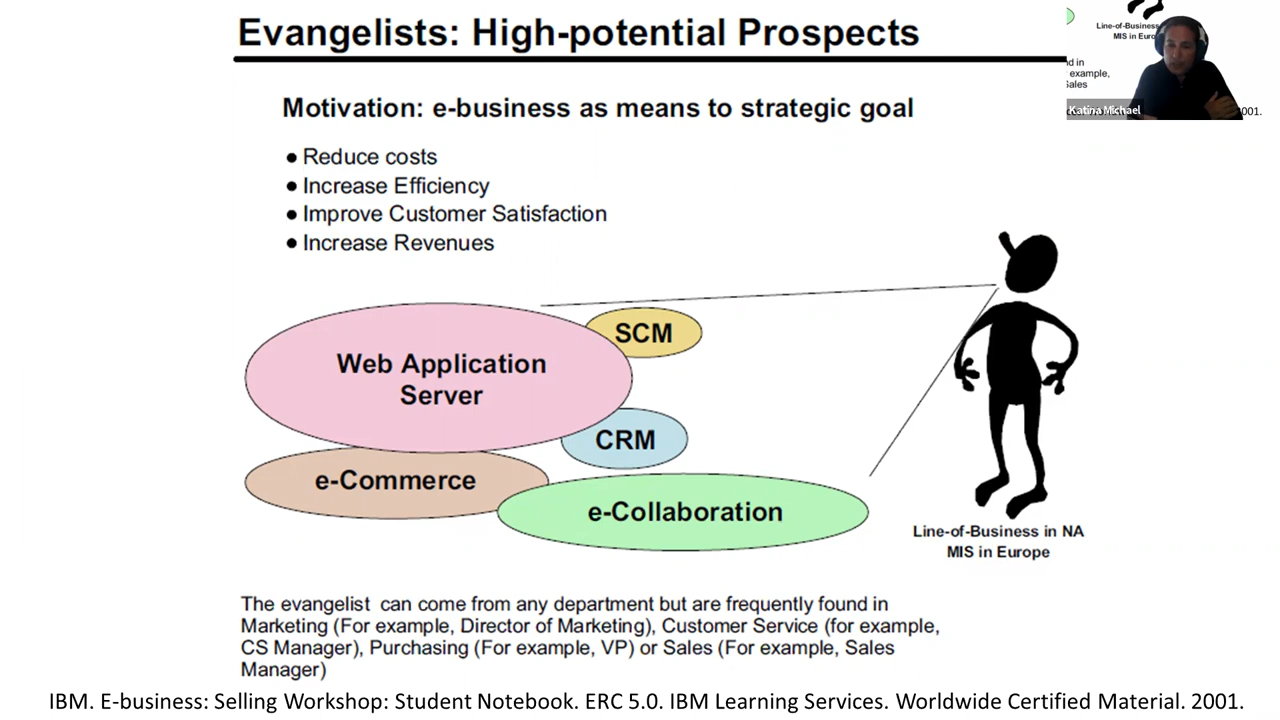 Evangelists: High-potential Prospects
Motivation: e-business as means to strategic goal
● Reduce costs
● Increase Efficiency
● Improve Customer Satisfaction
● Increase Revenues
SCM
Web Application
Server
CRM
e-Commerce
e-Collaboration
Line-of-Business in NA
MIS in Europe
The evangelist can come from any department but are frequently found in
Marketing (For example, Director of Marketing), Customer Service (for example,
CS Manager), Purchasing (For example, VP) or Sales (For example, Sales
Manager)
IBM. E-business: Selling Workshop: Student Notebook. ERC 5.0. IBM Learning Services. Worldwide Certified Material. 2001.
Line-of-Business
MIS in
in
example,
Sales
Katina Michael
001.